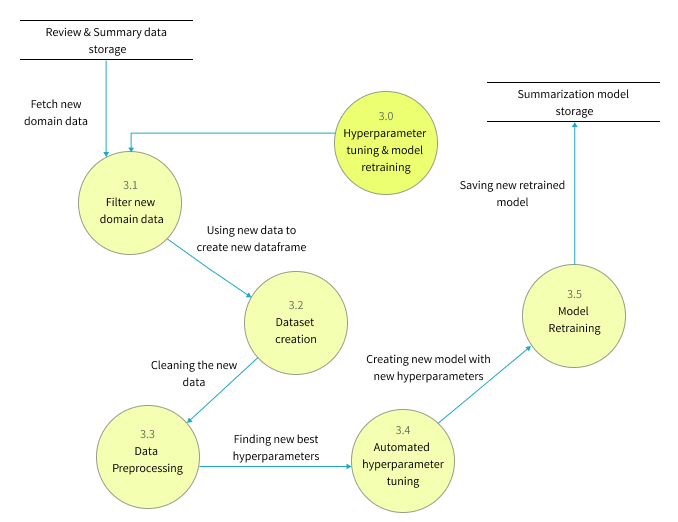 Review & Summary data
storage
Fetch new
domain data
3.0
Hyperparameter
tuning & model
retraining
Summarization model
storage
3.1
Filter new
domain data
Saving new retrained
model
Using new data to
create new dataframe
3.2
Dataset
creation
3.5
Model
Retraining
Cleaning the new
data
Creating new model with
new hyperparameters
3.3
Data
Preprocessing
Finding new best
hyperparameters
3.4
Automated
hyperparameter
tuning